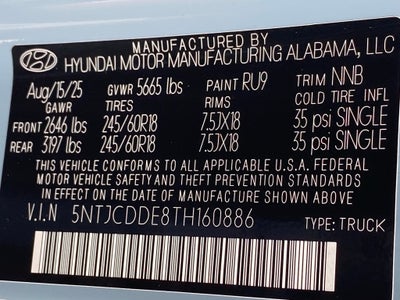 MANUFACTURED BY
HYUNDAI MOTOR MANUFACTURING ALABAMA, LLC
Aug/15/25 GVWR 5665 lbs PAINT RU9 TRIM NNB
GAWR TIRES RIMS COLD TIRE INFL
FRONT 2646 lbs 245/60R18 7.5JX18 35 psi SINGLE
REAR 3197 lbs 245/60R18 7.5JX18 35 psi SINGLE
THIS VEHICLE CONFORMS TO ALL APPLICABLE U.S.A. FEDERAL
MOTOR VEHICLE SAFETY AND THEFT PREVENTION STANDARDS
IN EFFECT ON THE DATE OF MANUFACTURE SHOWN ABOVE
V.I.N 5NTJCDDE8TH160886 TYPE: TRUCK